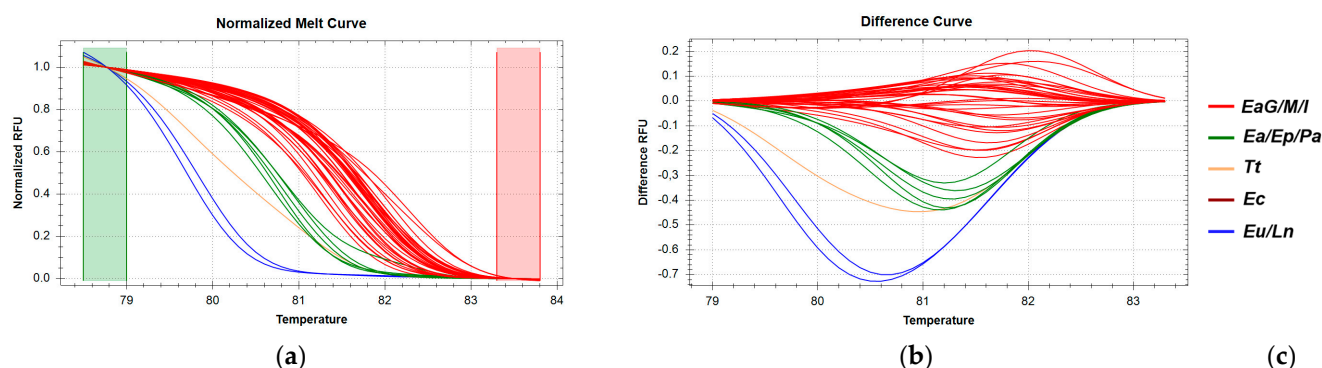 Normalized Melt Curve
Normalized RFU
1.0
0.8
0.6
0.4
0.2
0.0
79
80
81
82
83
84
Temperature
(a)
Difference Curve
Difference RFU
0.2
0.1
0.0
-0.1
-0.2
-0.3
-0.4
-0.5
-0.6
-0.7
79
80
81
82
83
Temperature
(b)
EaG/M/I
Ea/Ep/Pa
Tt
Ec
Eu/Ln
(c)